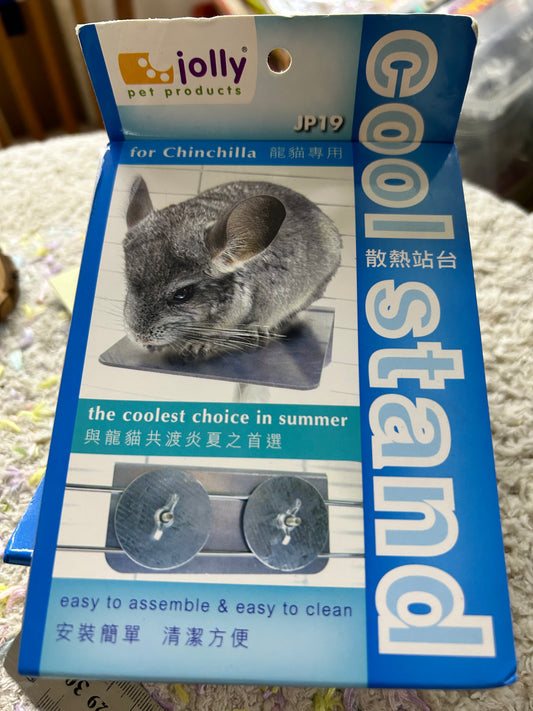 jolly®
pet products
JP19
for Chinchilla 龍貓專用
cool stand
散熱站台
the coolest choice in summer
與龍貓共渡炎夏之首選
easy to assemble & easy to clean
安裝簡單 清潔方便
29 30